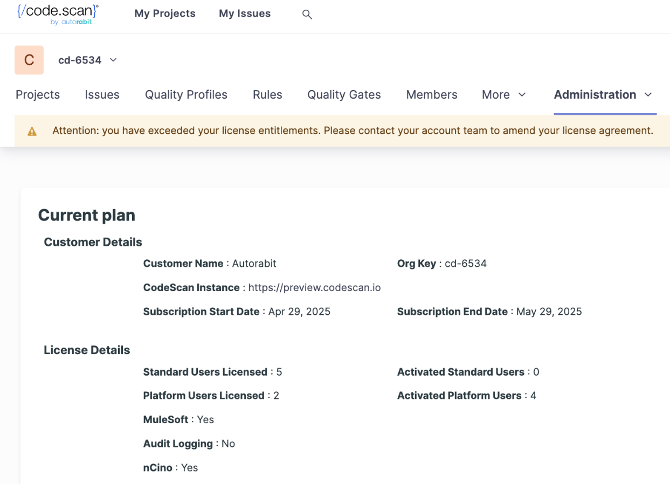 {/code.scan}
by autorabit
My Projects My Issues
C cd-6534
Projects Issues Quality Profiles Rules Quality Gates Members More Administration
Attention: you have exceeded your license entitlements. Please contact your account team to amend your license agreement.
Current plan
Customer Details
Customer Name : Autorabit Org Key : cd-6534
CodeScan Instance : https://preview.codescan.io
Subscription Start Date : Apr 29, 2025 Subscription End Date : May 29, 2025
License Details
Standard Users Licensed : 5 Activated Standard Users : 0
Platform Users Licensed : 2 Activated Platform Users : 4
MuleSoft : Yes
Audit Logging : No
nCino : Yes